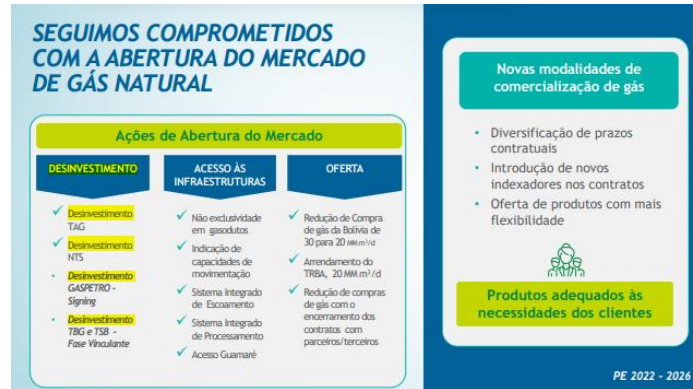 SEGUIMOS COMPROMETIDOS
COM A ABERTURA DO MERCADO
DE GÁS NATURAL
Ações de Abertura do Mercado
DESINVESTIMENTO
Desinvestimento
TAG
Desinvestimento
NTS
Desinvestimento
GASPETRO -
Signing
Desinvestimento
TBG e TSB -
Fase Vinculante
ACESSO ÀS
INFRAESTRUTURAS
Não exclusividade
em gasodutos
Indicação de
capacidades de
movimentação
Sistema Integrado
de Escoamento
Sistema Integrado
de Processamento
Acesso Guamaré
OFERTA
Redução de Compra
de gás da Bolívia de
30 para 20 MM m³/d
Arrendamento do
TRBA, 20 MM m³/d
Redução de compras
de gás com o
encerramento dos
contratos com
parceiros/terceiros
Novas modalidades de
comercialização de gás
• Diversificação de prazos
contratuais
• Introdução de novos
indexadores nos contratos
• Oferta de produtos com mais
flexibilidade
Produtos adequados às
necessidades dos clientes
PE 2022 - 2026